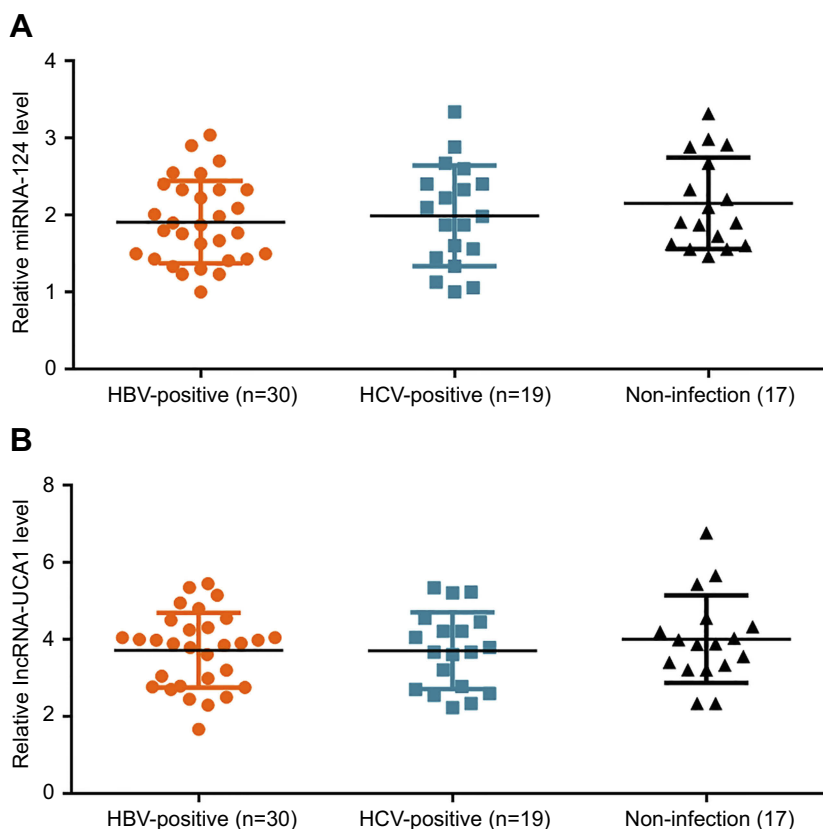 A
Relative miRNA-124 level
4
3
2
1
0
HBV-positive (n=30) HCV-positive (n=19) Non-infection (17)
B
Relative lncRNA-UCA1 level
8
6
4
2
0
HBV-positive (n=30) HCV-positive (n=19) Non-infection (17)